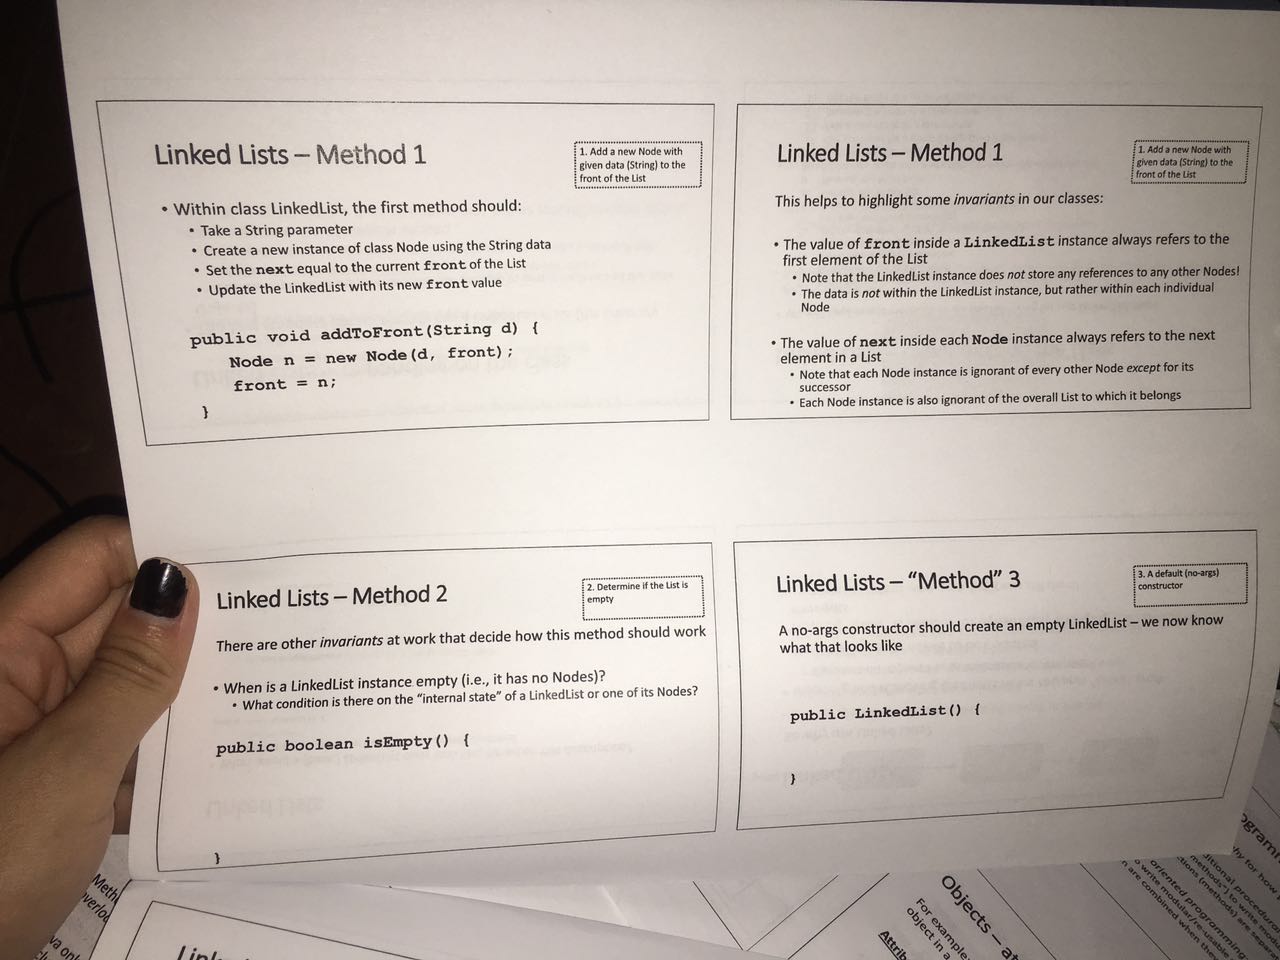 Linked Lists – Method 1
1. Add a new Node with
given data (String) to the
front of the List
• Within class LinkedList, the first method should:
• Take a String parameter
• Create a new instance of class Node using the String data
• Set the next equal to the current front of the List
• Update the LinkedList with its new front value
public void addToFront(String d) {
Node n = new Node(d, front);
front = n;
}
Linked Lists – Method 1
1. Add a new Node with
given data (String) to the
front of the List
This helps to highlight some invariants in our classes:
• The value of front inside a LinkedList instance always refers to the
first element of the List
• Note that the LinkedList instance does not store any references to any other Nodes!
• The data is not within the LinkedList instance, but rather within each individual
Node
• The value of next inside each Node instance always refers to the next
element in a List
• Note that each Node instance is ignorant of every other Node except for its
successor
• Each Node instance is also ignorant of the overall List to which it belongs
Linked Lists – Method 2
2. Determine if the List is
empty
There are other invariants at work that decide how this method should work
• When is a LinkedList instance empty (i.e., it has no Nodes)?
• What condition is there on the "internal state" of a LinkedList or one of its Nodes?
public boolean isEmpty() {
}
Linked Lists – "Method" 3
3. A default (no-args)
constructor
A no-args constructor should create an empty LinkedList – we now know
what that looks like
public LinkedList() {
}
Objects –
For example
object in a